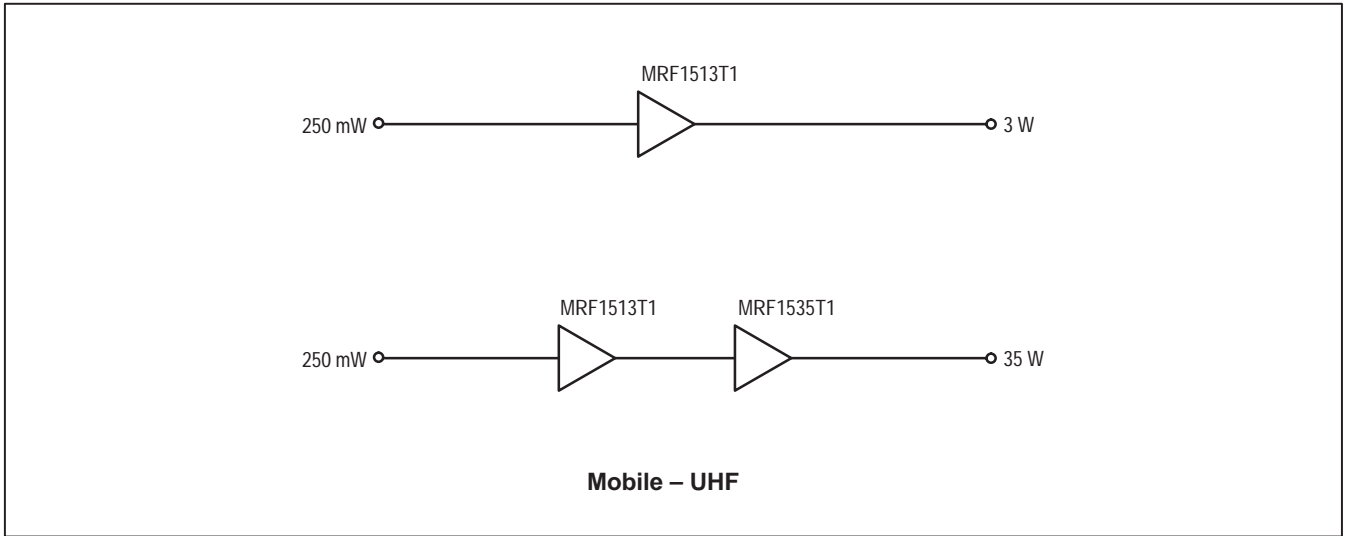 MRF1513T1
250 mW
3 W
MRF1513T1
MRF1535T1
250 mW
35 W
Mobile – UHF